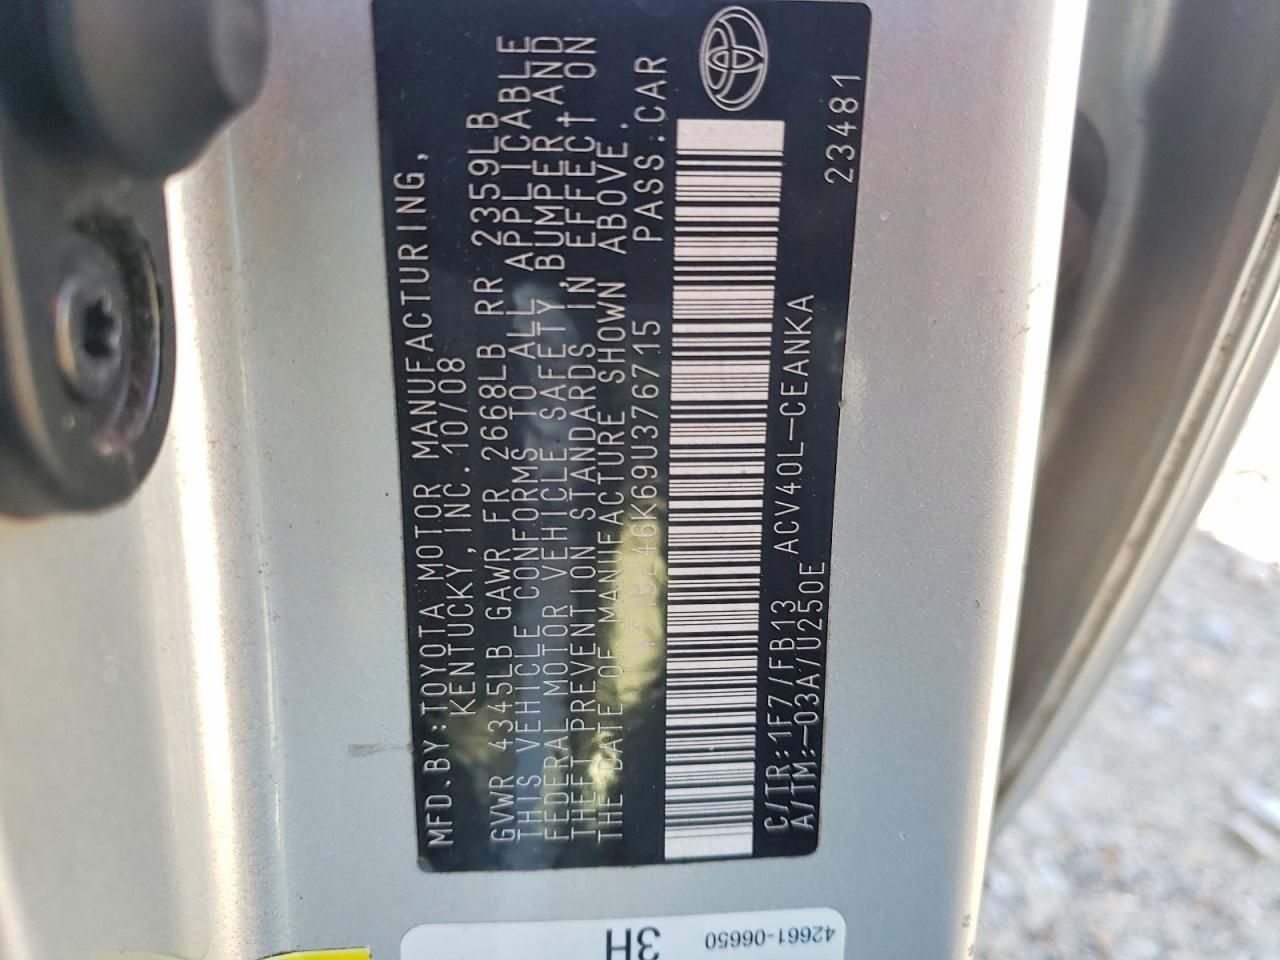 MFD.BY:TOYOTA MOTOR MANUFACTURING,
KENTUCKY,INC.10/08
GVWR 4345LB GAWR FR 2668LB RR 2359LB
THIS VEHICLE CONFORMS TO ALL APPLICABLE
FEDERAL MOTOR VEHICLE SAFETY,BUMPER AND
THEFT PREVENTION STANDARDS IN EFFECT ON
THE DATE OF MANUFACTURE SHOWN ABOVE.
4T1BE46K69U376715 PASS.CAR
C/TR:1F7/FB13 ACV40L-CEANKA
A/TM:-03A/U250E 23481
42661-06650
3H